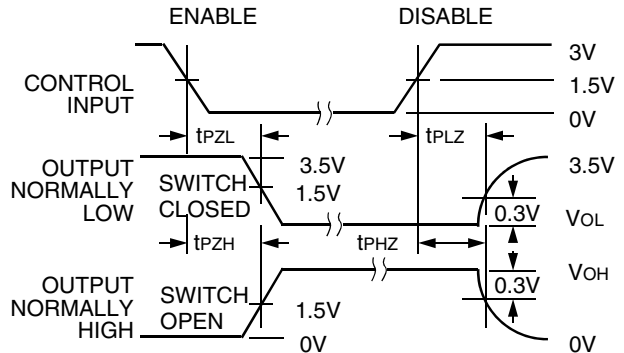 ENABLE DISABLE
3V
CONTROL INPUT 1.5V
0V
tPZL tPLZ
OUTPUT NORMALLY LOW
SWITCH CLOSED
3.5V
1.5V
3.5V
0.3V
VOL
tPZH tPHZ
OUTPUT NORMALLY HIGH
SWITCH OPEN
1.5V
0V
VOH
0.3V
0V